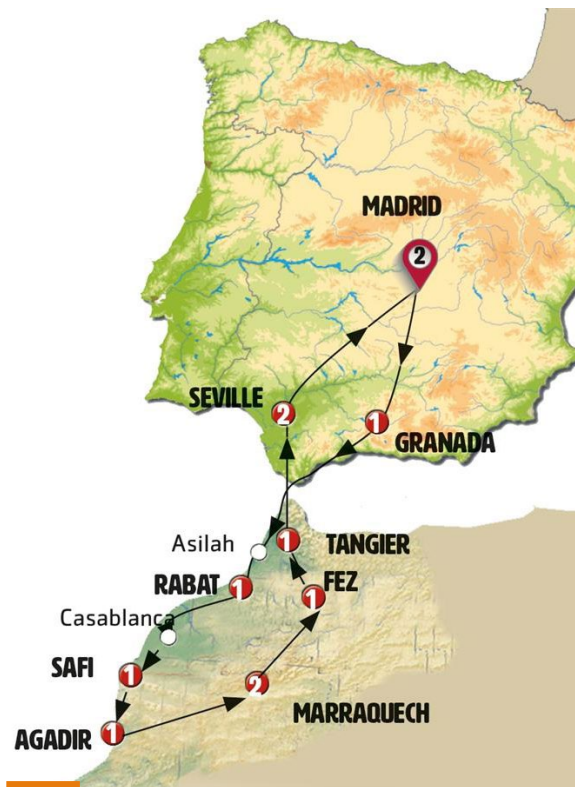 MADRID
2
SEVILLE
2
1
GRANADA
Asilah
1
TANGIER
RABAT
1
1
FEZ
Casablanca
SAFI
1
2
MARRAQUECH
AGADIR
1